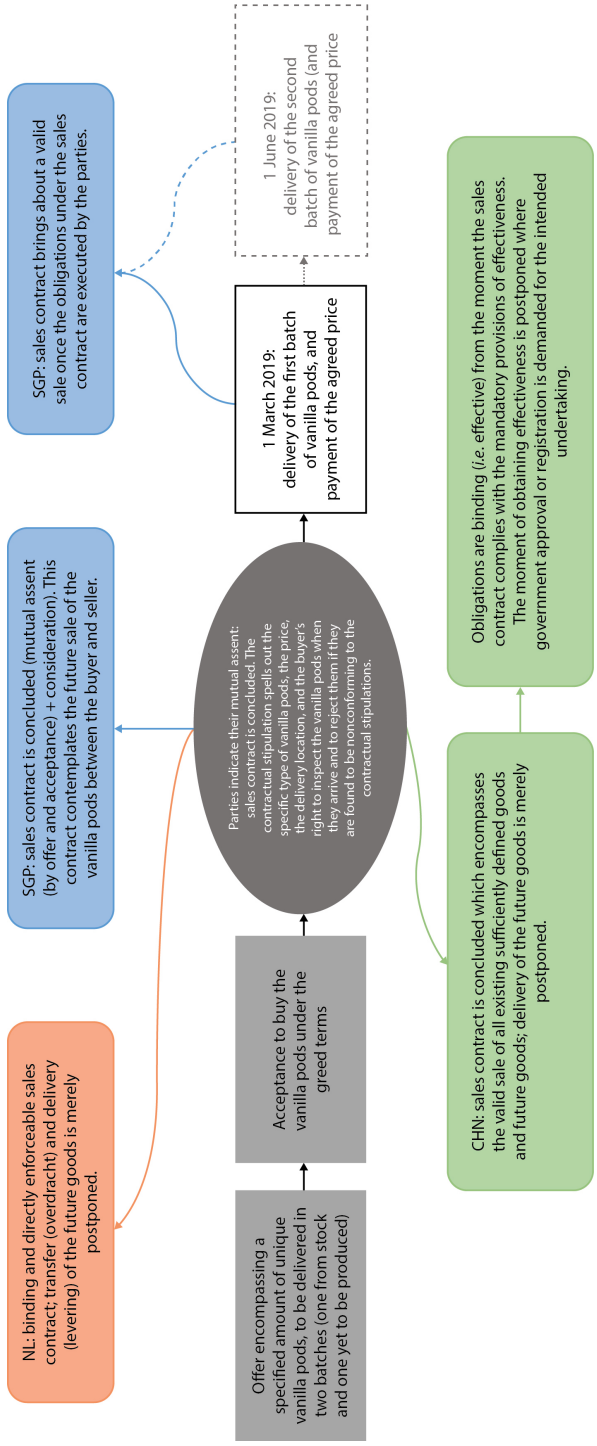 NL: binding and directly enforceable sales
contract; transfer (overdracht) and delivery
(levering) of the future goods is merely
postponed.
SGP: sales contract is concluded (mutual assent
(by offer and acceptance) + consideration). This
contract contemplates the future sale of the
vanilla pods between the buyer and seller.
SGP: sales contract brings about a valid
sale once the obligations under the sales
contract are executed by the parties.
Offer encompassing a
specified amount of unique
vanilla pods, to be delivered in
two batches (one from stock
and one yet to be produced)
Acceptance to buy the
vanilla pods under the
greed terms
Parties indicate their mutual assent:
sales contract is concluded. The
contractual stipulation spells out the
specific type of vanilla pods, the price,
the delivery location, and the buyer's
right to inspect the vanilla pods when
they arrive and to reject them if they
are found to be nonconforming to the
contractual stipulations.
1 March 2019:
delivery of the first batch
of vanilla pods, and
payment of the agreed price
1 June 2019:
delivery of the second
batch of vanilla pods (and
payment of the agreed price
CHN: sales contract is concluded which encompasses
the valid sale of all existing sufficiently defined goods
and future goods; delivery of the future goods is merely
postponed.
Obligations are binding (i.e. effective) from the moment the sales
contract complies with the mandatory provisions of effectiveness.
The moment of obtaining effectiveness is postponed where
government approval or registration is demanded for the intended
undertaking.